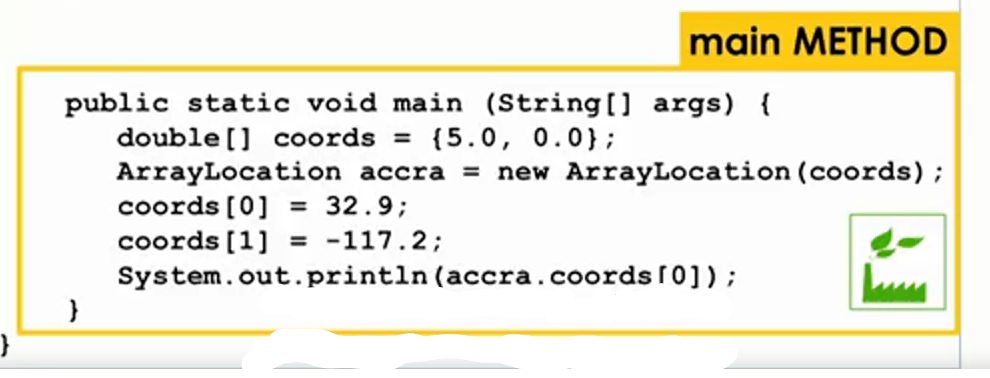 main METHOD
public static void main (String[] args) {
double[] coords = {5.0, 0.0};
ArrayLocation accra = new ArrayLocation(coords);
coords[0] = 32.9;
coords[1] = -117.2;
System.out.println(accra.coords[0]);
}
}